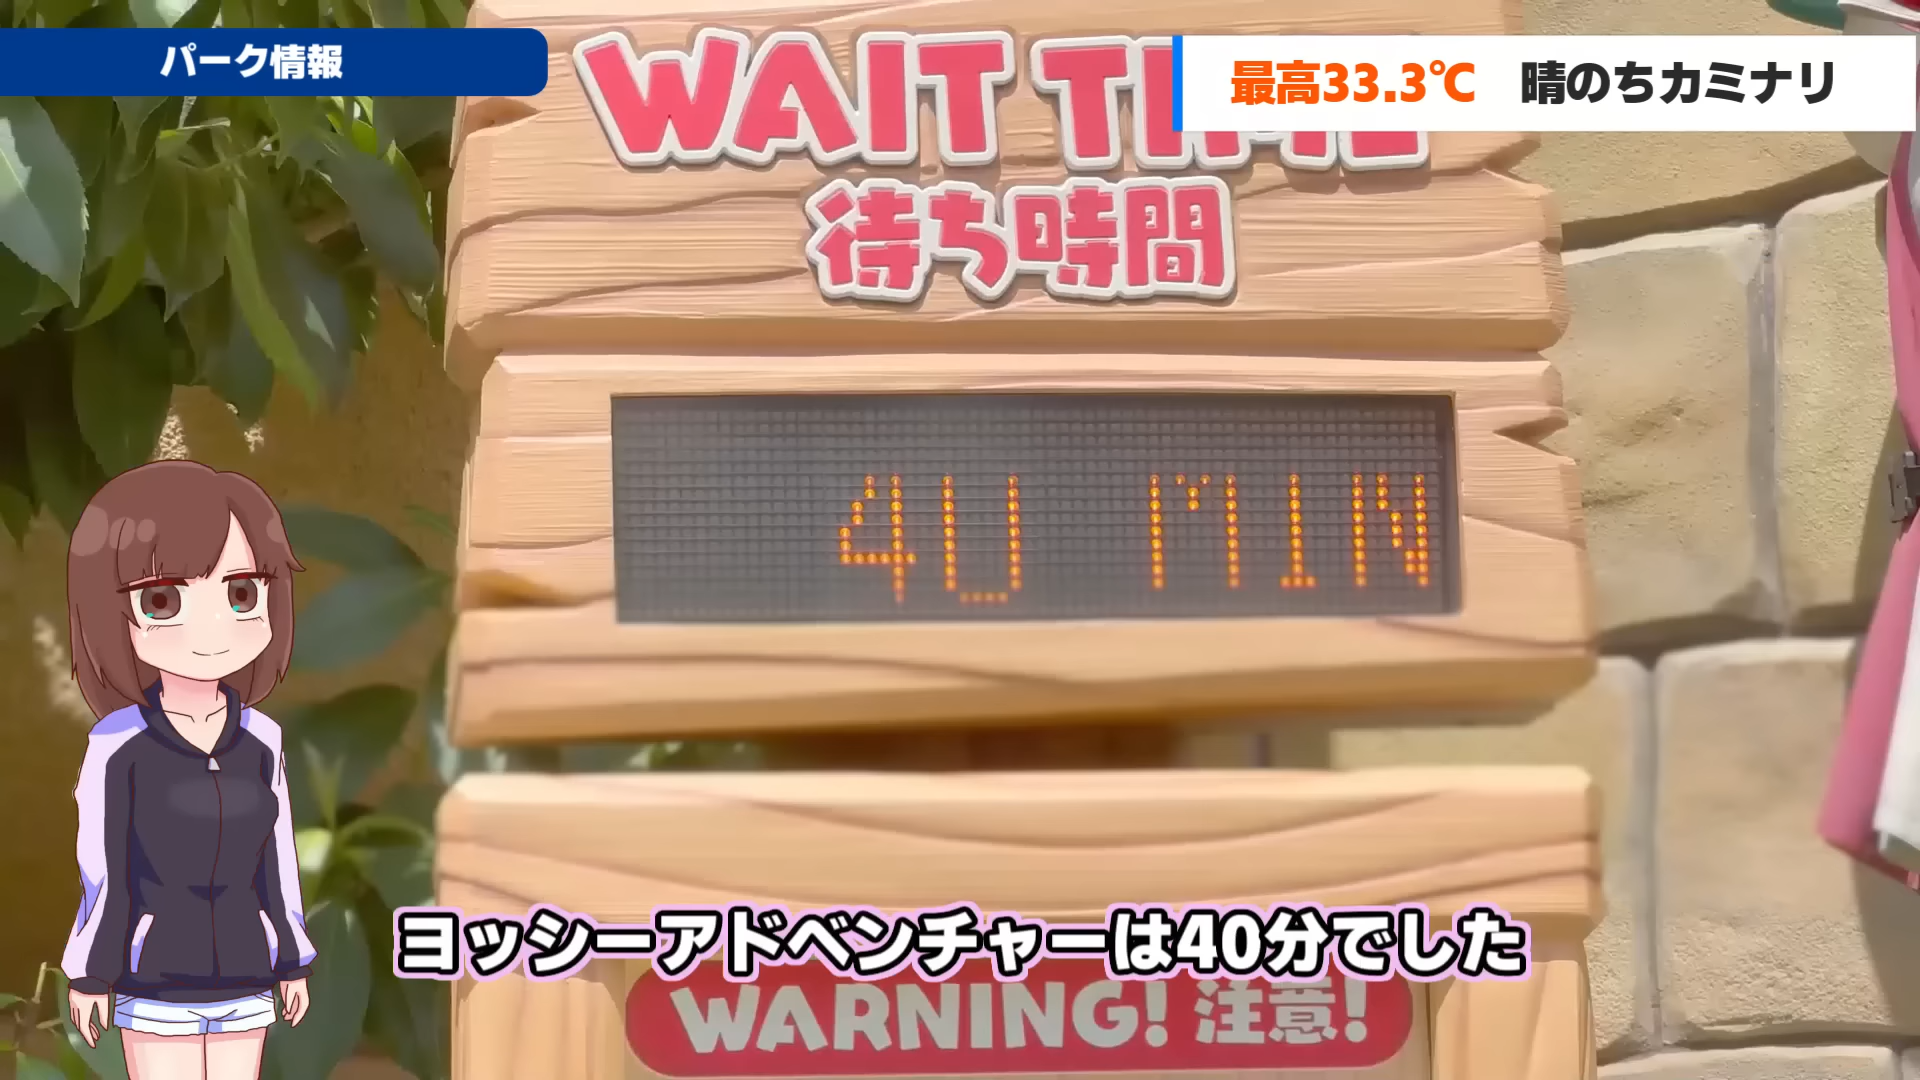 パーク情報
最高33.3℃ 晴のちカミナリ
WAIT TIME
待ち時間
40 MIN
ヨッシーアドベンチャーは40分でした
WARNING! 注意!